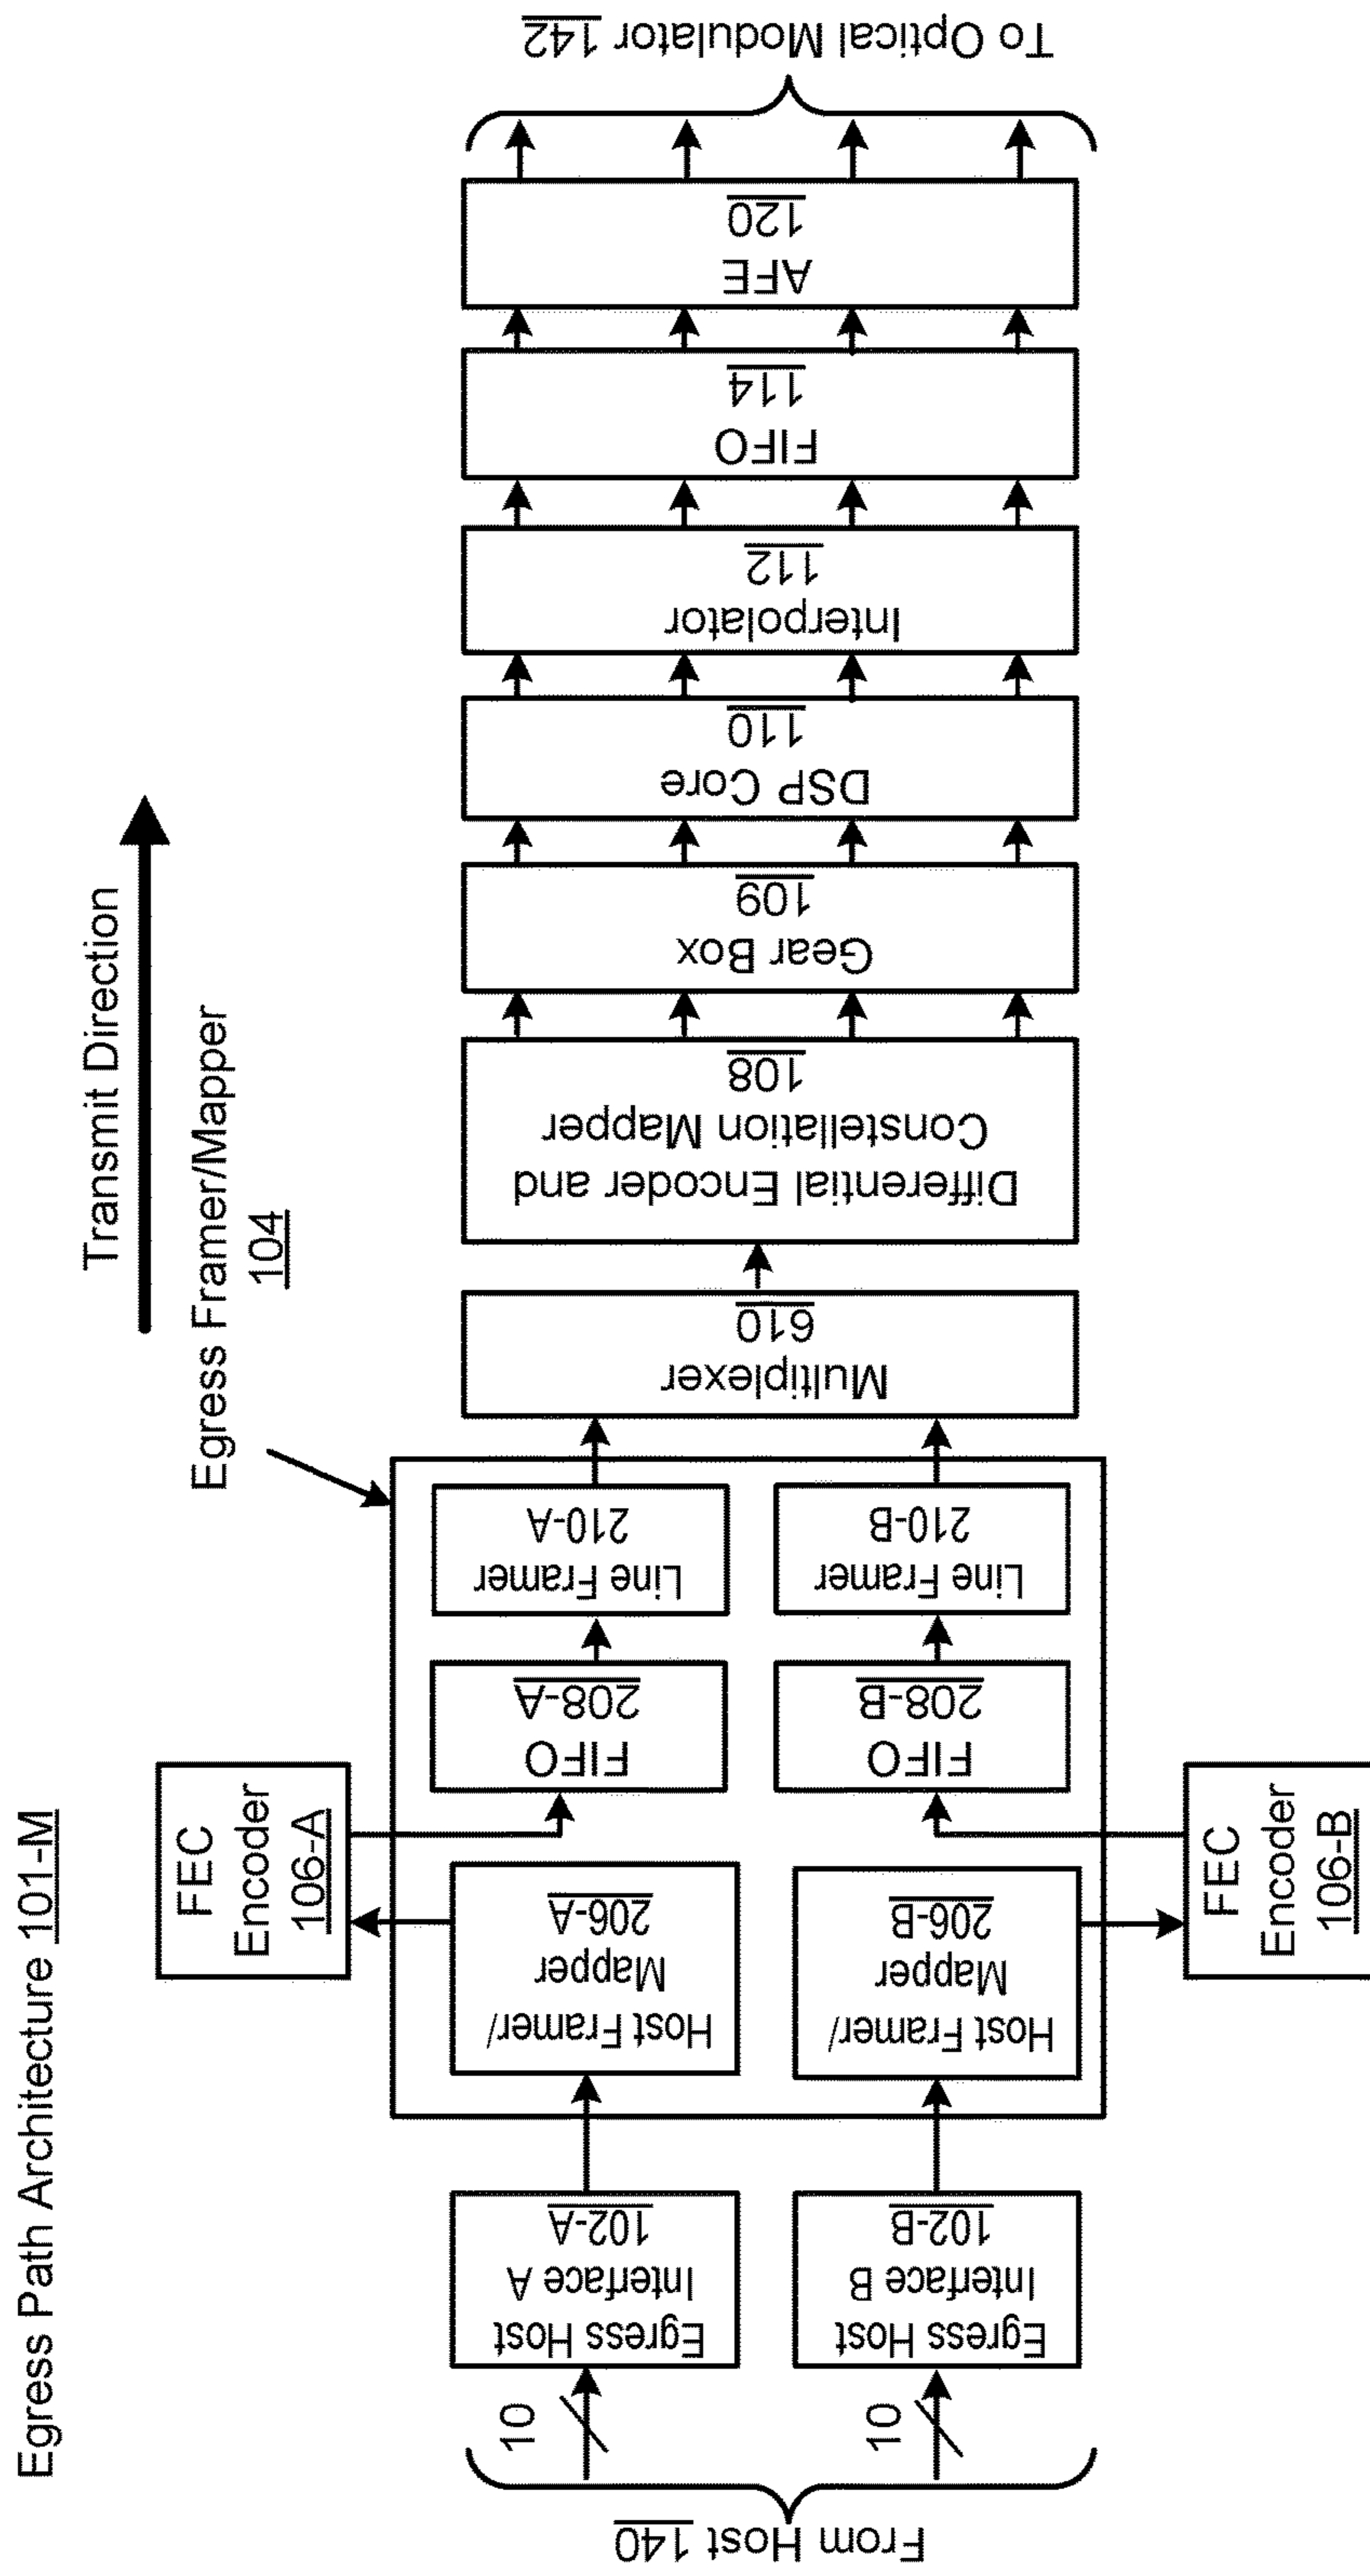 Egress Path Architecture 101-M
Transmit Direction
Egress Framer/Mapper
104
From Host 140
10
10
Egress Host
Interface A
102-A
Egress Host
Interface B
102-B
FEC
Encoder
106-A
FEC
Encoder
106-B
Host Framer/
Mapper
206-A
Host Framer/
Mapper
206-B
FIFO
208-A
FIFO
208-B
Line Framer
210-A
Line Framer
210-B
Multiplexer
610
Differential Encoder and
Constellation Mapper
108
Gear Box
109
DSP Core
110
Interpolator
112
FIFO
114
AFE
120
To Optical Modulator 142